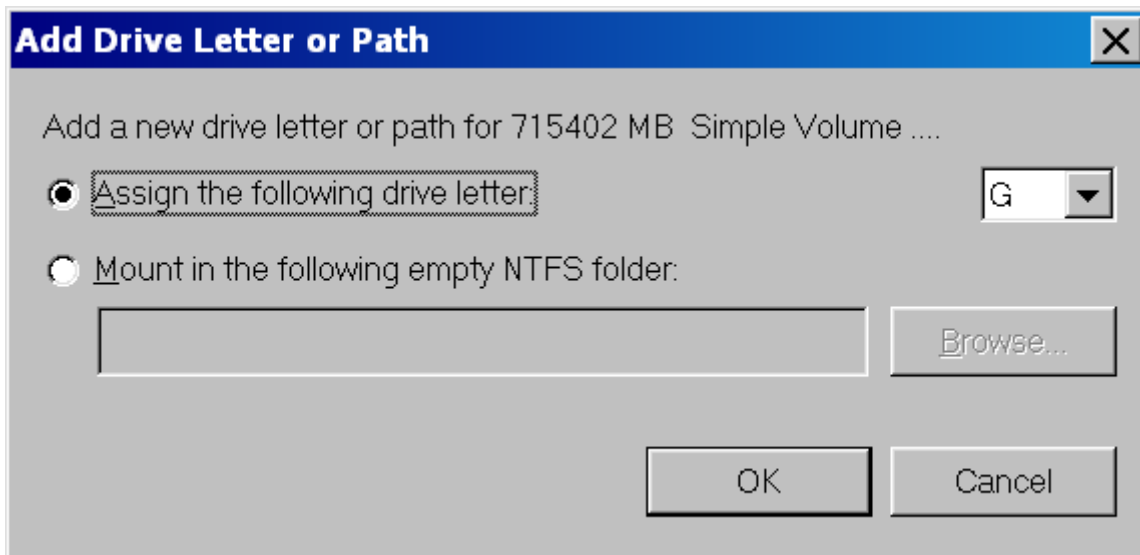 Add Drive Letter or Path
Add a new drive letter or path for 715402 MB  Simple Volume ....
Assign the following drive letter:
G
Mount in the following empty NTFS folder:
Browse...
OK
Cancel